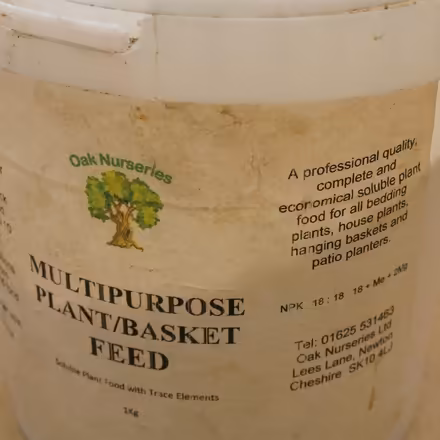 Oak Nurseries
MULTIPURPOSE
PLANT/BASKET
FEED
Soluble Plant Food with Trace Elements
1Kg
A professional quality,
complete and
economical soluble plant
food for all bedding
plants, house plants,
hanging baskets and
patio planters.
NPK 18 : 18 18 + Me + 2Mg
Tel: 01625 531463
Oak Nurseries Ltd
Lees Lane, Newton
Cheshire SK10 4LJ